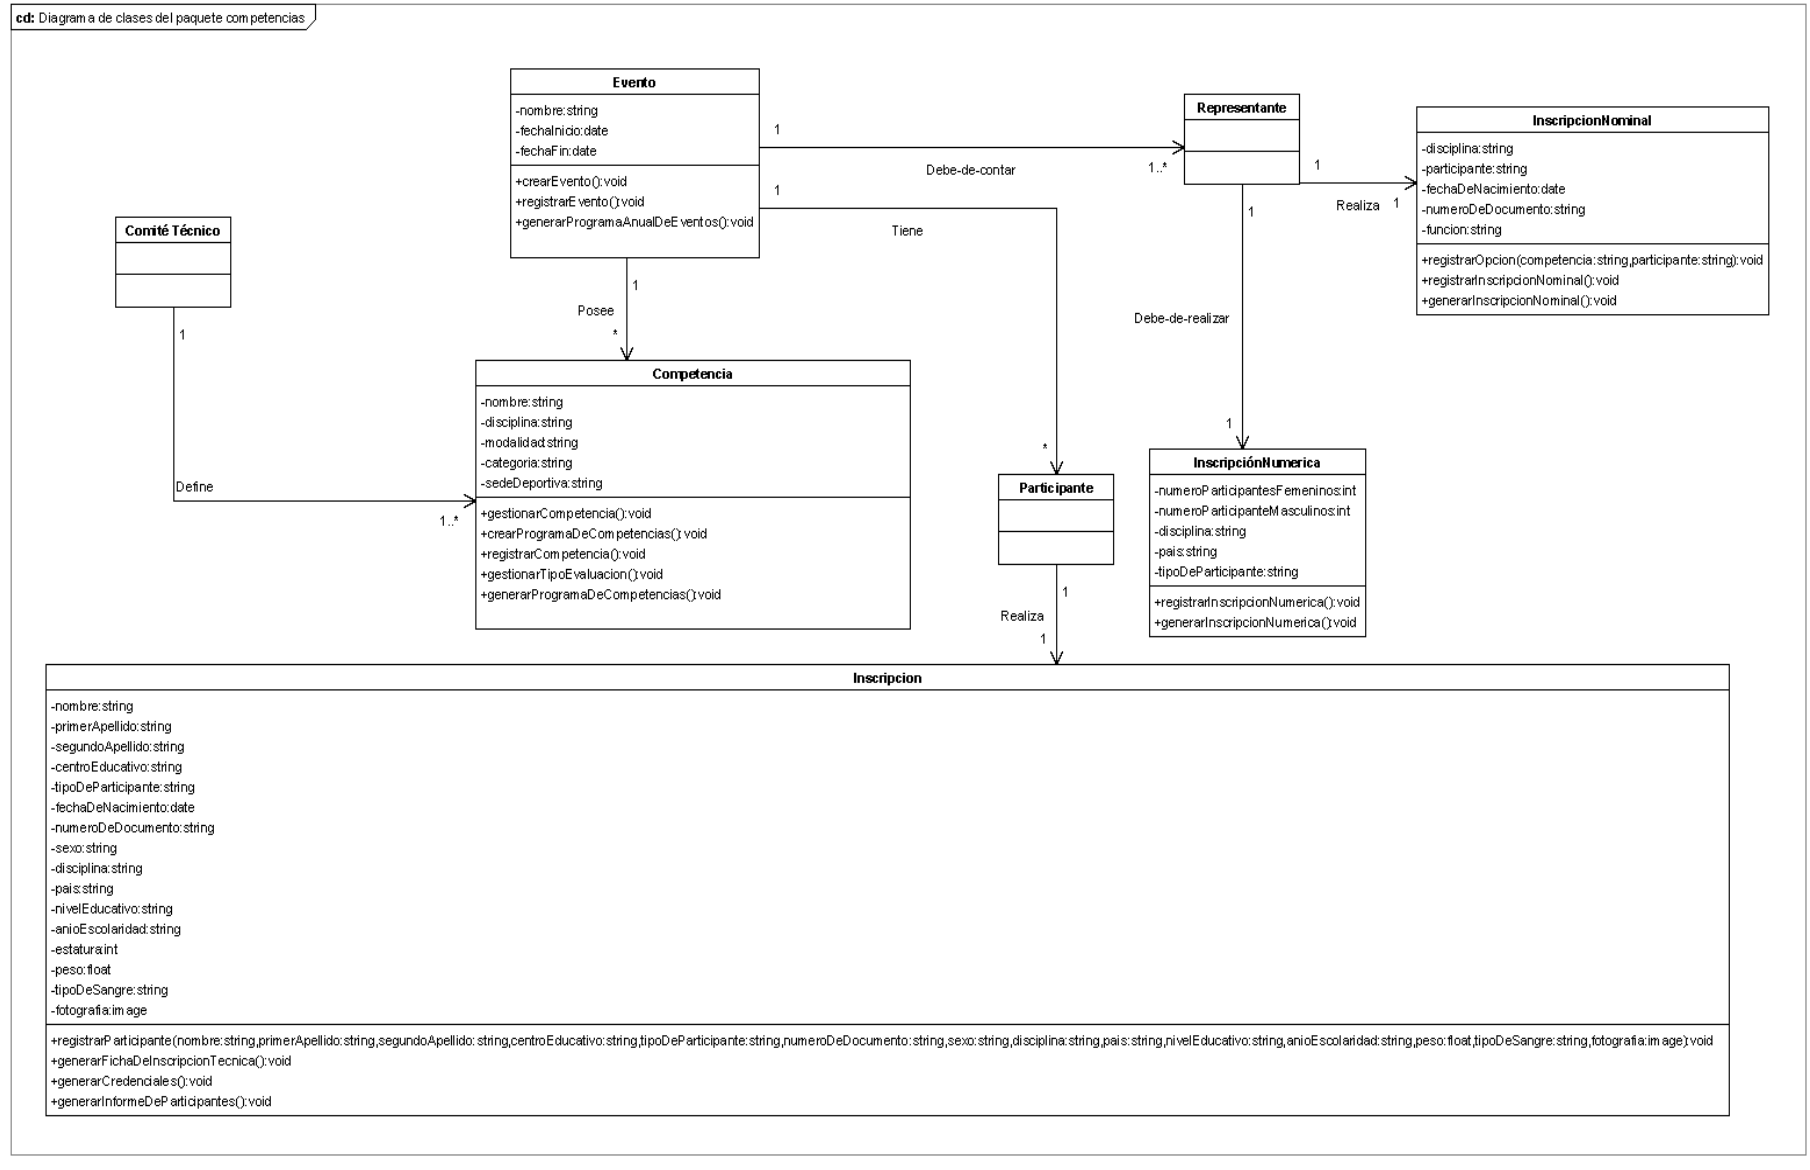 cd: Diagrama de clases del paquete competencias
Evento
-nombre:string
-fechaInicio:date
-fechaFin:date
+crearEvento():void
+registrarEvento():void
+generarProgramaAnualDeEventos():void
1
Debe-de-contar
1..*
1
Tiene
*
1
Posee
*
Representante
1
Realiza
1
1
Debe-de-realizar
1
InscripcionNominal
-disciplina:string
-participante:string
-fechaDeNacimiento:date
-numeroDeDocumento:string
-funcion:string
+registrarOpcion(competencia:string,participante:string):void
+registrarInscripcionNominal():void
+generarInscripcionNominal():void
Comité Técnico
1
Define
1..*
Competencia
-nombre:string
-disciplina:string
-modalidad:string
-categoria:string
-sedeDeportiva:string
+gestionarCompetencia():void
+crearProgramaDeCompetencias():void
+registrarCompetencia():void
+gestionarTipoEvaluacion():void
+generarProgramaDeCompetencias():void
Participante
1
Realiza
1
InscripciónNumerica
-numeroParticipantesFemeninos:int
-numeroParticipanteMasculinos:int
-disciplina:string
-pais:string
-tipoDeParticipante:string
+registrarInscripcionNumerica():void
+generarInscripcionNumerica():void
Inscripcion
-nombre:string
-primerApellido:string
-segundoApellido:string
-centroEducativo:string
-tipoDeParticipante:string
-fechaDeNacimiento:date
-numeroDeDocumento:string
-sexo:string
-disciplina:string
-pais:string
-nivelEducativo:string
-anioEscolaridad:string
-estatura:int
-peso:float
-tipoDeSangre:string
-fotografia:image
+registrarParticipante(nombre:string,primerApellido:string,segundoApellido:string,centroEducativo:string,tipoDeParticipante:string,numeroDeDocumento:string,sexo:string,disciplina:string,pais:string,nivelEducativo:string,anioEscolaridad:string,peso:float,tipoDeSangre:string,fotografia:image):void
+generarFichaDeInscripcionTecnica():void
+generarCredenciales():void
+generarInformeDeParticipantes():void